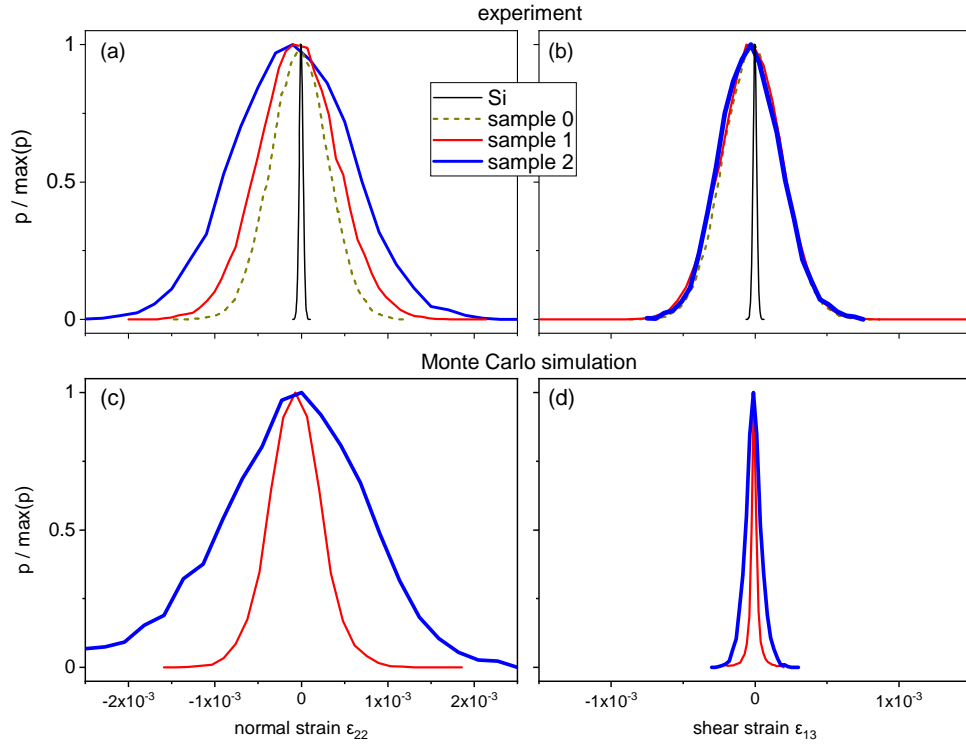 experiment
(a)
(b)
Si
sample 0
sample 1
sample 2
p / max(p)
1
0.5
0
Monte Carlo simulation
(c)
(d)
p / max(p)
1
0.5
0
-2x10⁻³ -1x10⁻³ 0 1x10⁻³ 2x10⁻³
-1x10⁻³ 0 1x10⁻³
normal strain ε₂₂
shear strain ε₁₃